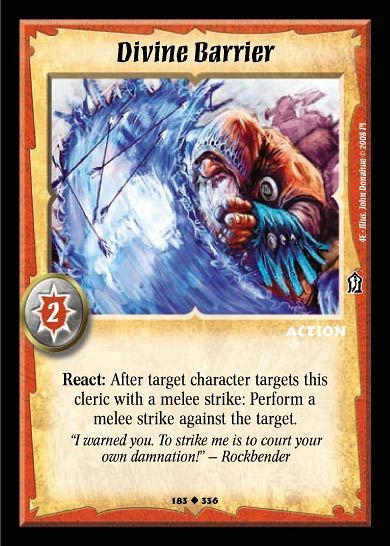 Divine Barrier
4E · Illus. John Donahue © 2008 PI
2
ACTION
React: After target character targets this
cleric with a melee strike: Perform a
melee strike against the target.
“I warned you. To strike me is to court your
own damnation!” – Rockbender
183 ◆ 336